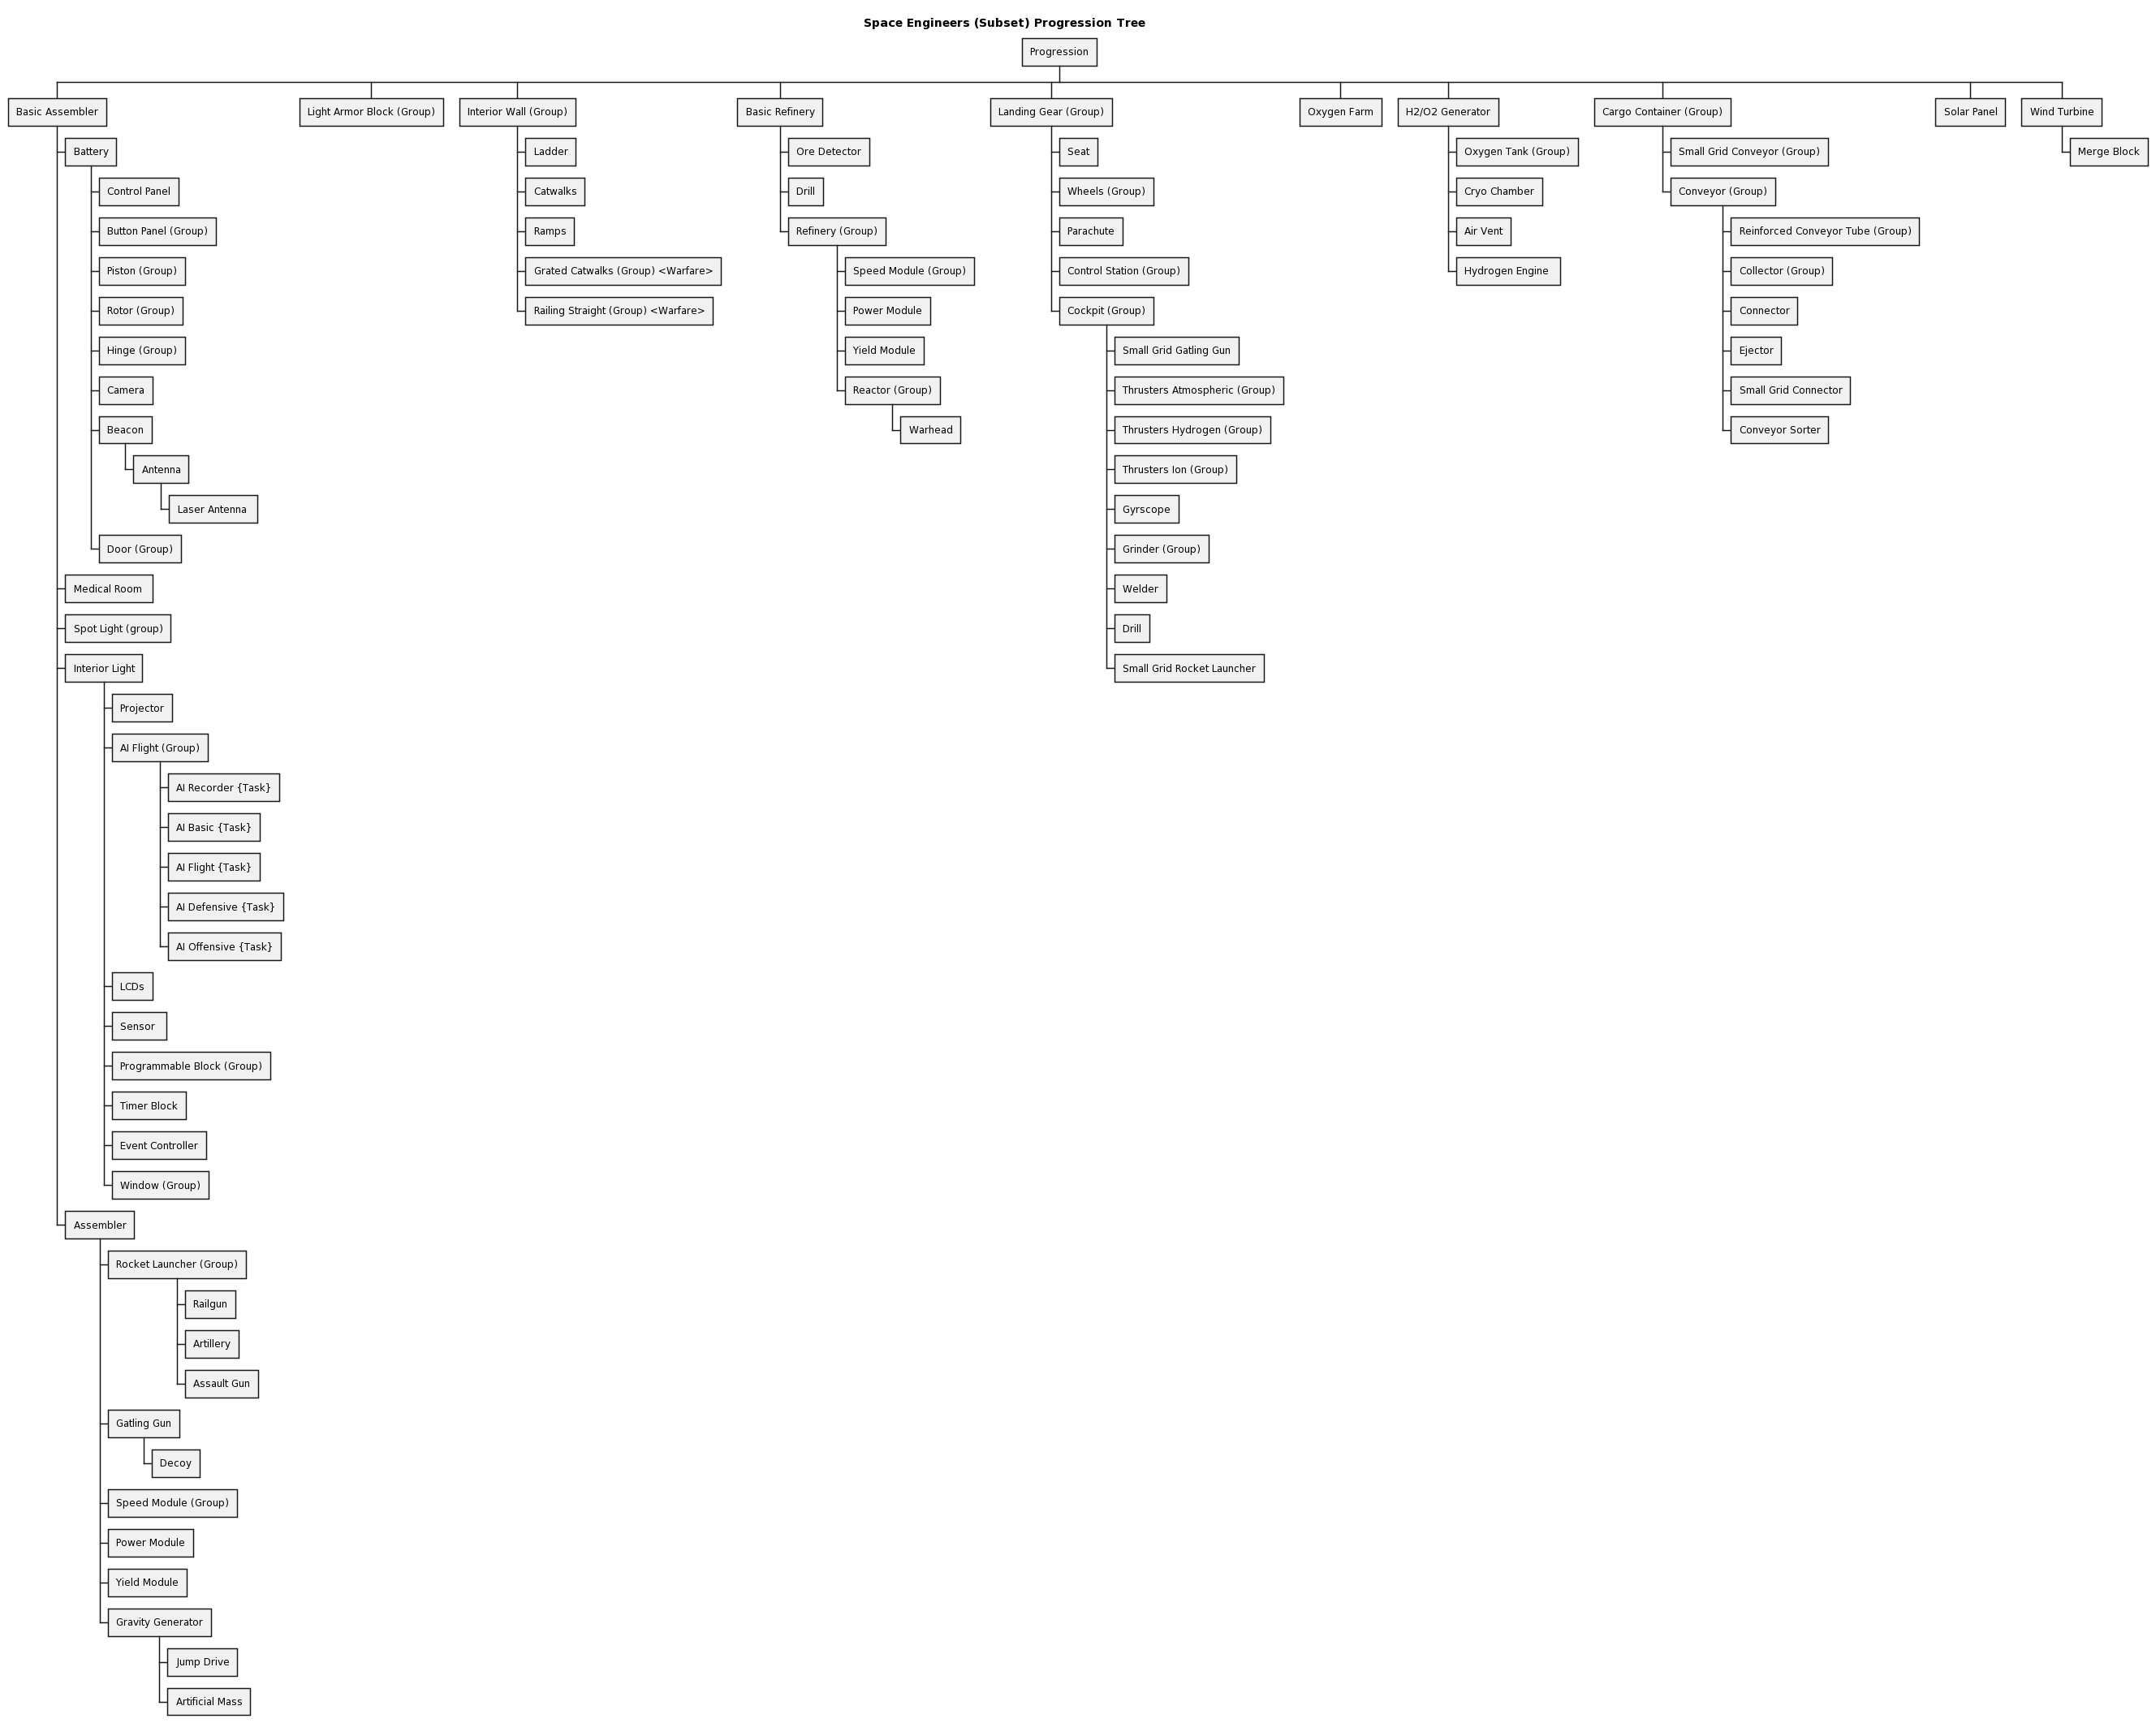 Space Engineers (Subset) Progression Tree
Progression
Basic Assembler
Battery
Control Panel
Button Panel (Group)
Piston (Group)
Rotor (Group)
Hinge (Group)
Camera
Beacon
Antenna
Laser Antenna
Door (Group)
Medical Room
Spot Light (group)
Interior Light
Projector
AI Flight (Group)
AI Recorder {Task}
AI Basic {Task}
AI Flight {Task}
AI Defensive {Task}
AI Offensive {Task}
LCDs
Sensor
Programmable Block (Group)
Timer Block
Event Controller
Window (Group)
Assembler
Rocket Launcher (Group)
Railgun
Artillery
Assault Gun
Gatling Gun
Decoy
Speed Module (Group)
Power Module
Yield Module
Gravity Generator
Jump Drive
Artificial Mass
Light Armor Block (Group)
Interior Wall (Group)
Ladder
Catwalks
Ramps
Grated Catwalks (Group) <Warfare>
Railing Straight (Group) <Warfare>
Basic Refinery
Ore Detector
Drill
Refinery (Group)
Speed Module (Group)
Power Module
Yield Module
Reactor (Group)
Warhead
Landing Gear (Group)
Seat
Wheels (Group)
Parachute
Control Station (Group)
Cockpit (Group)
Small Grid Gatling Gun
Thrusters Atmospheric (Group)
Thrusters Hydrogen (Group)
Thrusters Ion (Group)
Gyrscope
Grinder (Group)
Welder
Drill
Small Grid Rocket Launcher
Oxygen Farm
H2/O2 Generator
Oxygen Tank (Group)
Cryo Chamber
Air Vent
Hydrogen Engine
Cargo Container (Group)
Small Grid Conveyor (Group)
Conveyor (Group)
Reinforced Conveyor Tube (Group)
Collector (Group)
Connector
Ejector
Small Grid Connector
Conveyor Sorter
Solar Panel
Wind Turbine
Merge Block